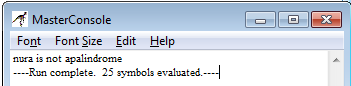 MasterConsole
Font Font Size Edit Help
nura is not apalindrome
----Run complete.  25 symbols evaluated.----